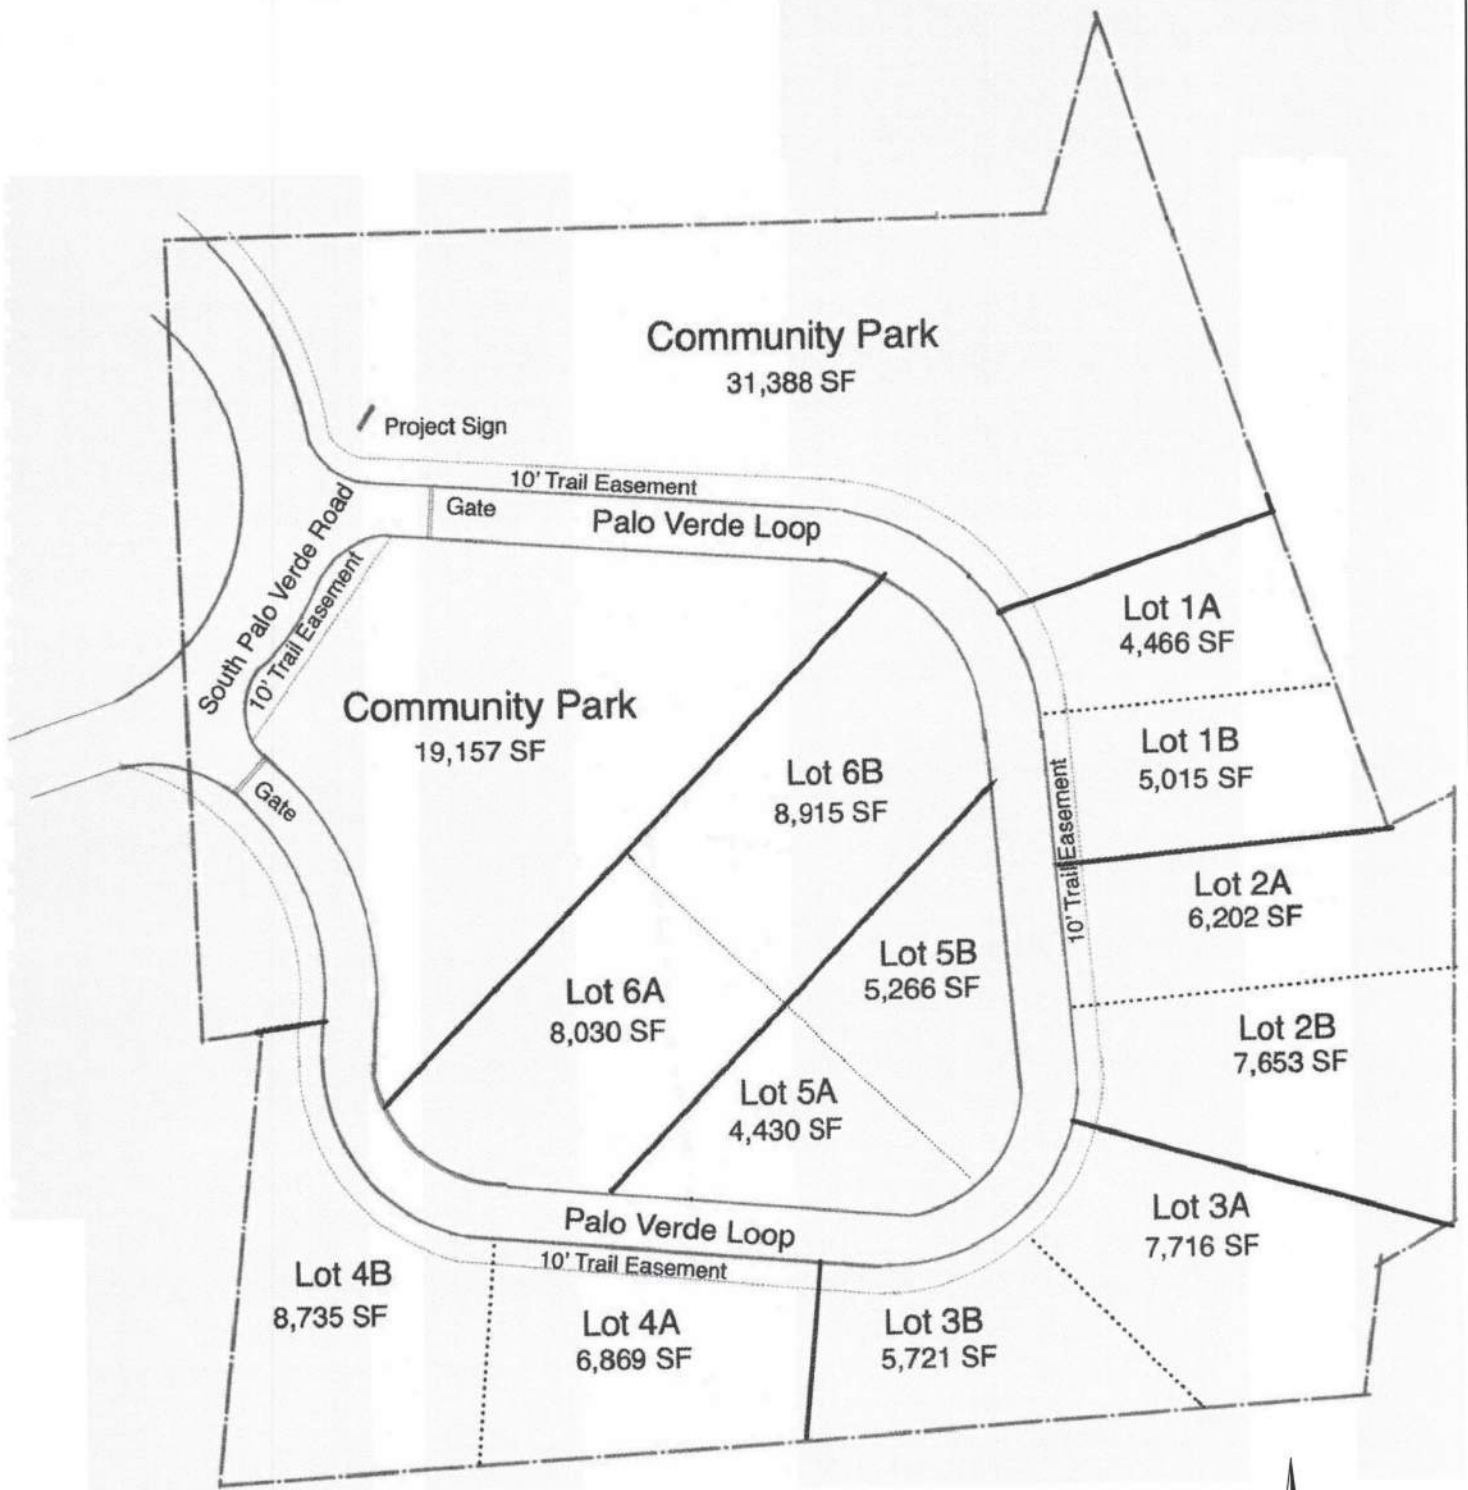 Community Park
31,388 SF
Project Sign
10' Trail Easement
Gate
Palo Verde Loop
South Palo Verde Road
10' Trail Easement
Lot 1A
4,466 SF
Community Park
19,157 SF
Lot 1B
5,015 SF
Lot 6B
8,915 SF
Gate
10' Trail Easement
Lot 2A
6,202 SF
Lot 5B
5,266 SF
Lot 6A
8,030 SF
Lot 2B
7,653 SF
Lot 5A
4,430 SF
Lot 3A
7,716 SF
Palo Verde Loop
10' Trail Easement
Lot 4B
8,735 SF
Lot 4A
6,869 SF
Lot 3B
5,721 SF